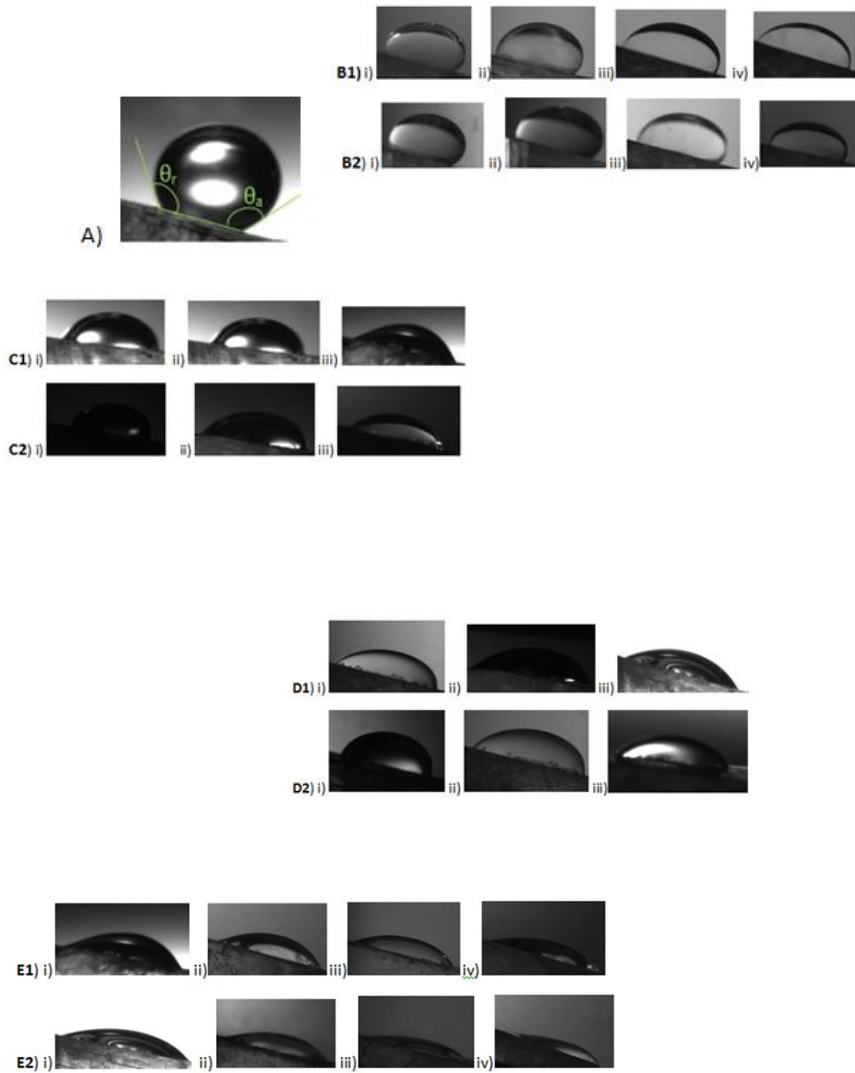 B1) i) ii) iii) iv)
B2) i) ii) iii) iv)
θr θa
A)
C1) i) ii) iii)
C2) i) ii) iii)
D1) i) ii) iii)
D2) i) ii) iii)
E1) i) ii) iii) iv)
E2) i) ii) iii) iv)